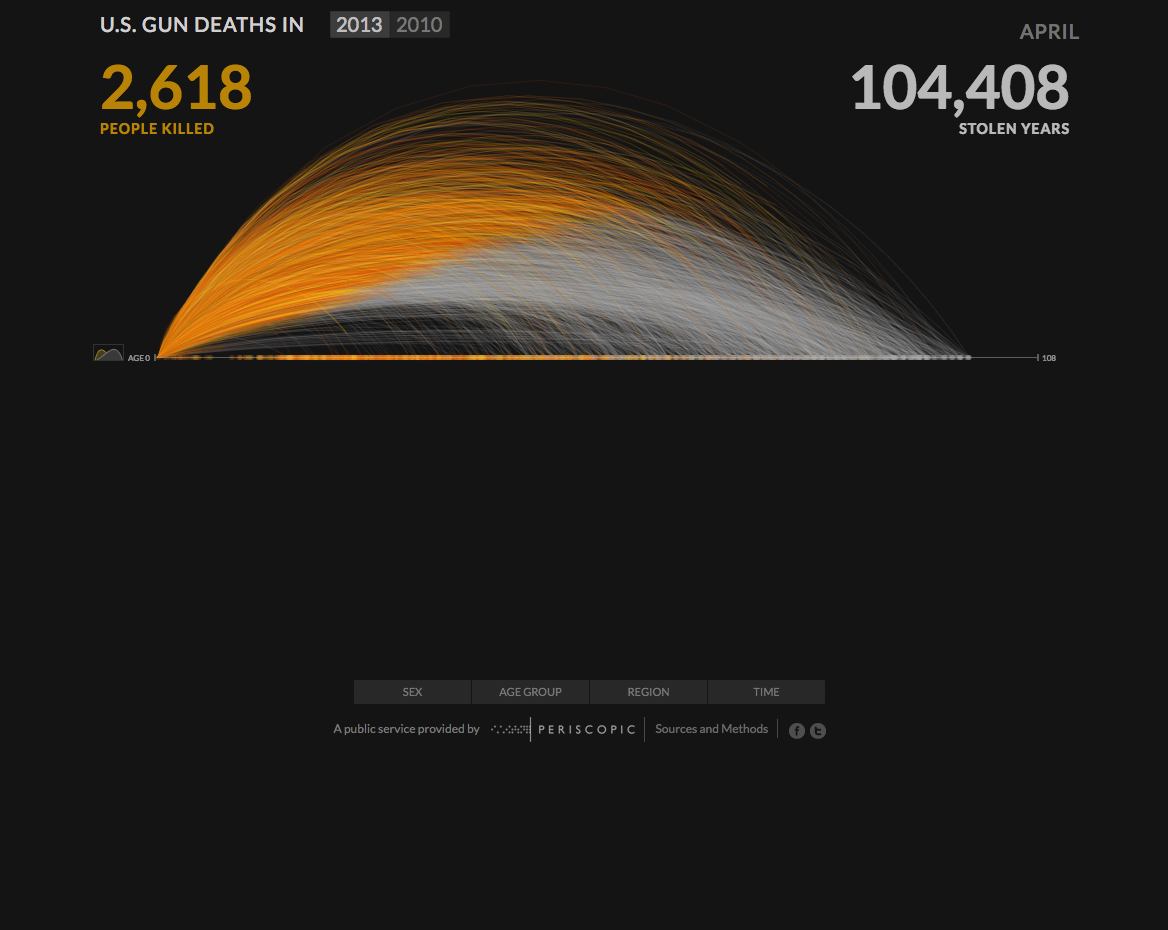 U.S. GUN DEATHS IN 2013 2010
APRIL
2,618
PEOPLE KILLED
104,408
STOLEN YEARS
AGE 0
108
SEX AGE GROUP REGION TIME
A public service provided by PERISCOPIC Sources and Methods